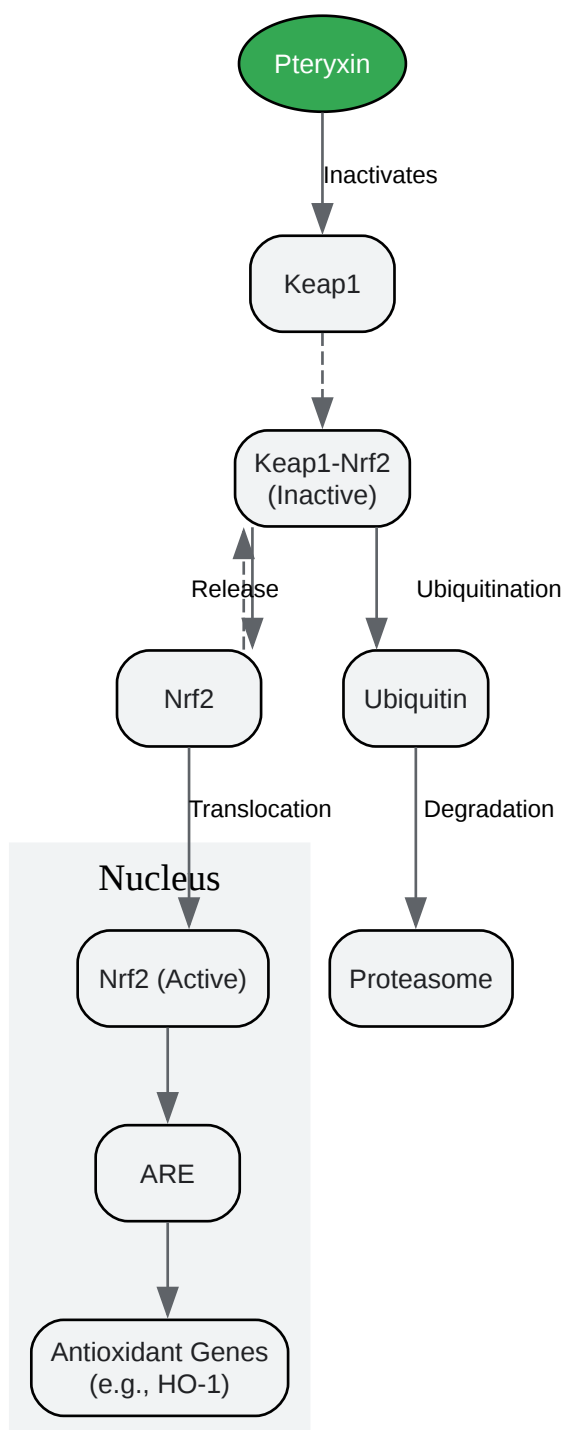 Pteryxin
Inactivates
Keap1
Keap1-Nrf2
(Inactive)
Release
Ubiquitination
Nrf2
Ubiquitin
Translocation
Degradation
Nucleus
Nrf2 (Active)
Proteasome
ARE
Antioxidant Genes
(e.g., HO-1)